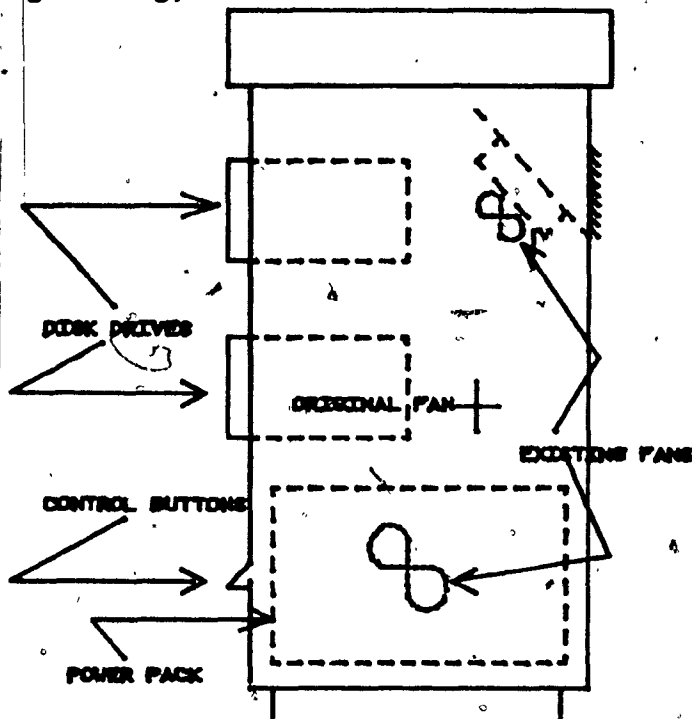 DISK DRIVES
ORIGINAL FAN
EXISTING FANS
CONTROL BUTTONS
POWER PACK